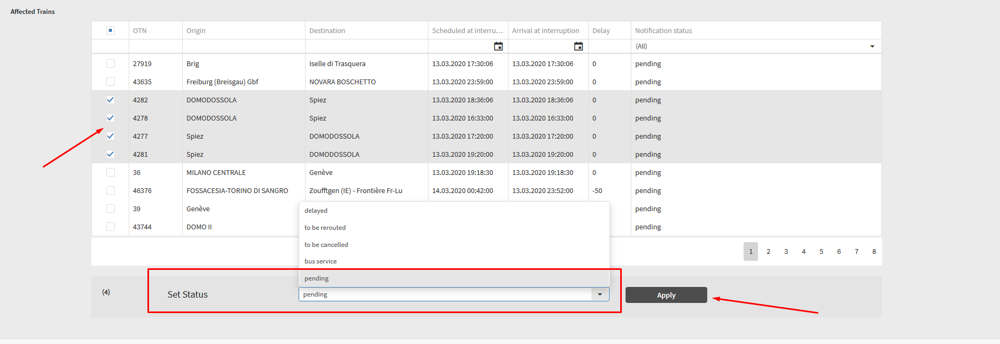 Affected Trains
OTN Origin Destination Scheduled at interru... Arrival at interruption Delay Notification status
(All)
27919 Brig Iselle di Trasquera 13.03.2020 17:30:06 13.03.2020 17:30:06 0 pending
43635 Freiburg (Breisgau) Gbf NOVARA BOSCHETTO 13.03.2020 23:59:00 13.03.2020 23:59:00 0 pending
4282 DOMODOSSOLA Spiez 13.03.2020 18:36:06 13.03.2020 18:36:06 0 pending
4278 DOMODOSSOLA Spiez 13.03.2020 16:33:00 13.03.2020 16:33:00 0 pending
4277 Spiez DOMODOSSOLA 13.03.2020 17:20:00 13.03.2020 17:20:00 0 pending
4281 Spiez DOMODOSSOLA 13.03.2020 19:20:00 13.03.2020 19:20:00 0 pending
36 MILANO CENTRALE Genève 13.03.2020 19:18:30 13.03.2020 19:18:30 0 pending
46376 FOSSACESIA-TORINO DI SANGRO Zoufftgen (IE) - Frontière Fr-Lu 14.03.2020 00:42:00 13.03.2020 23:52:00 -50 pending
39 Genève pending
43744 DOMO II pending
delayed
to be rerouted
to be cancelled
bus service
pending
1 2 3 4 5 6 7 8
(4) Set Status pending Apply